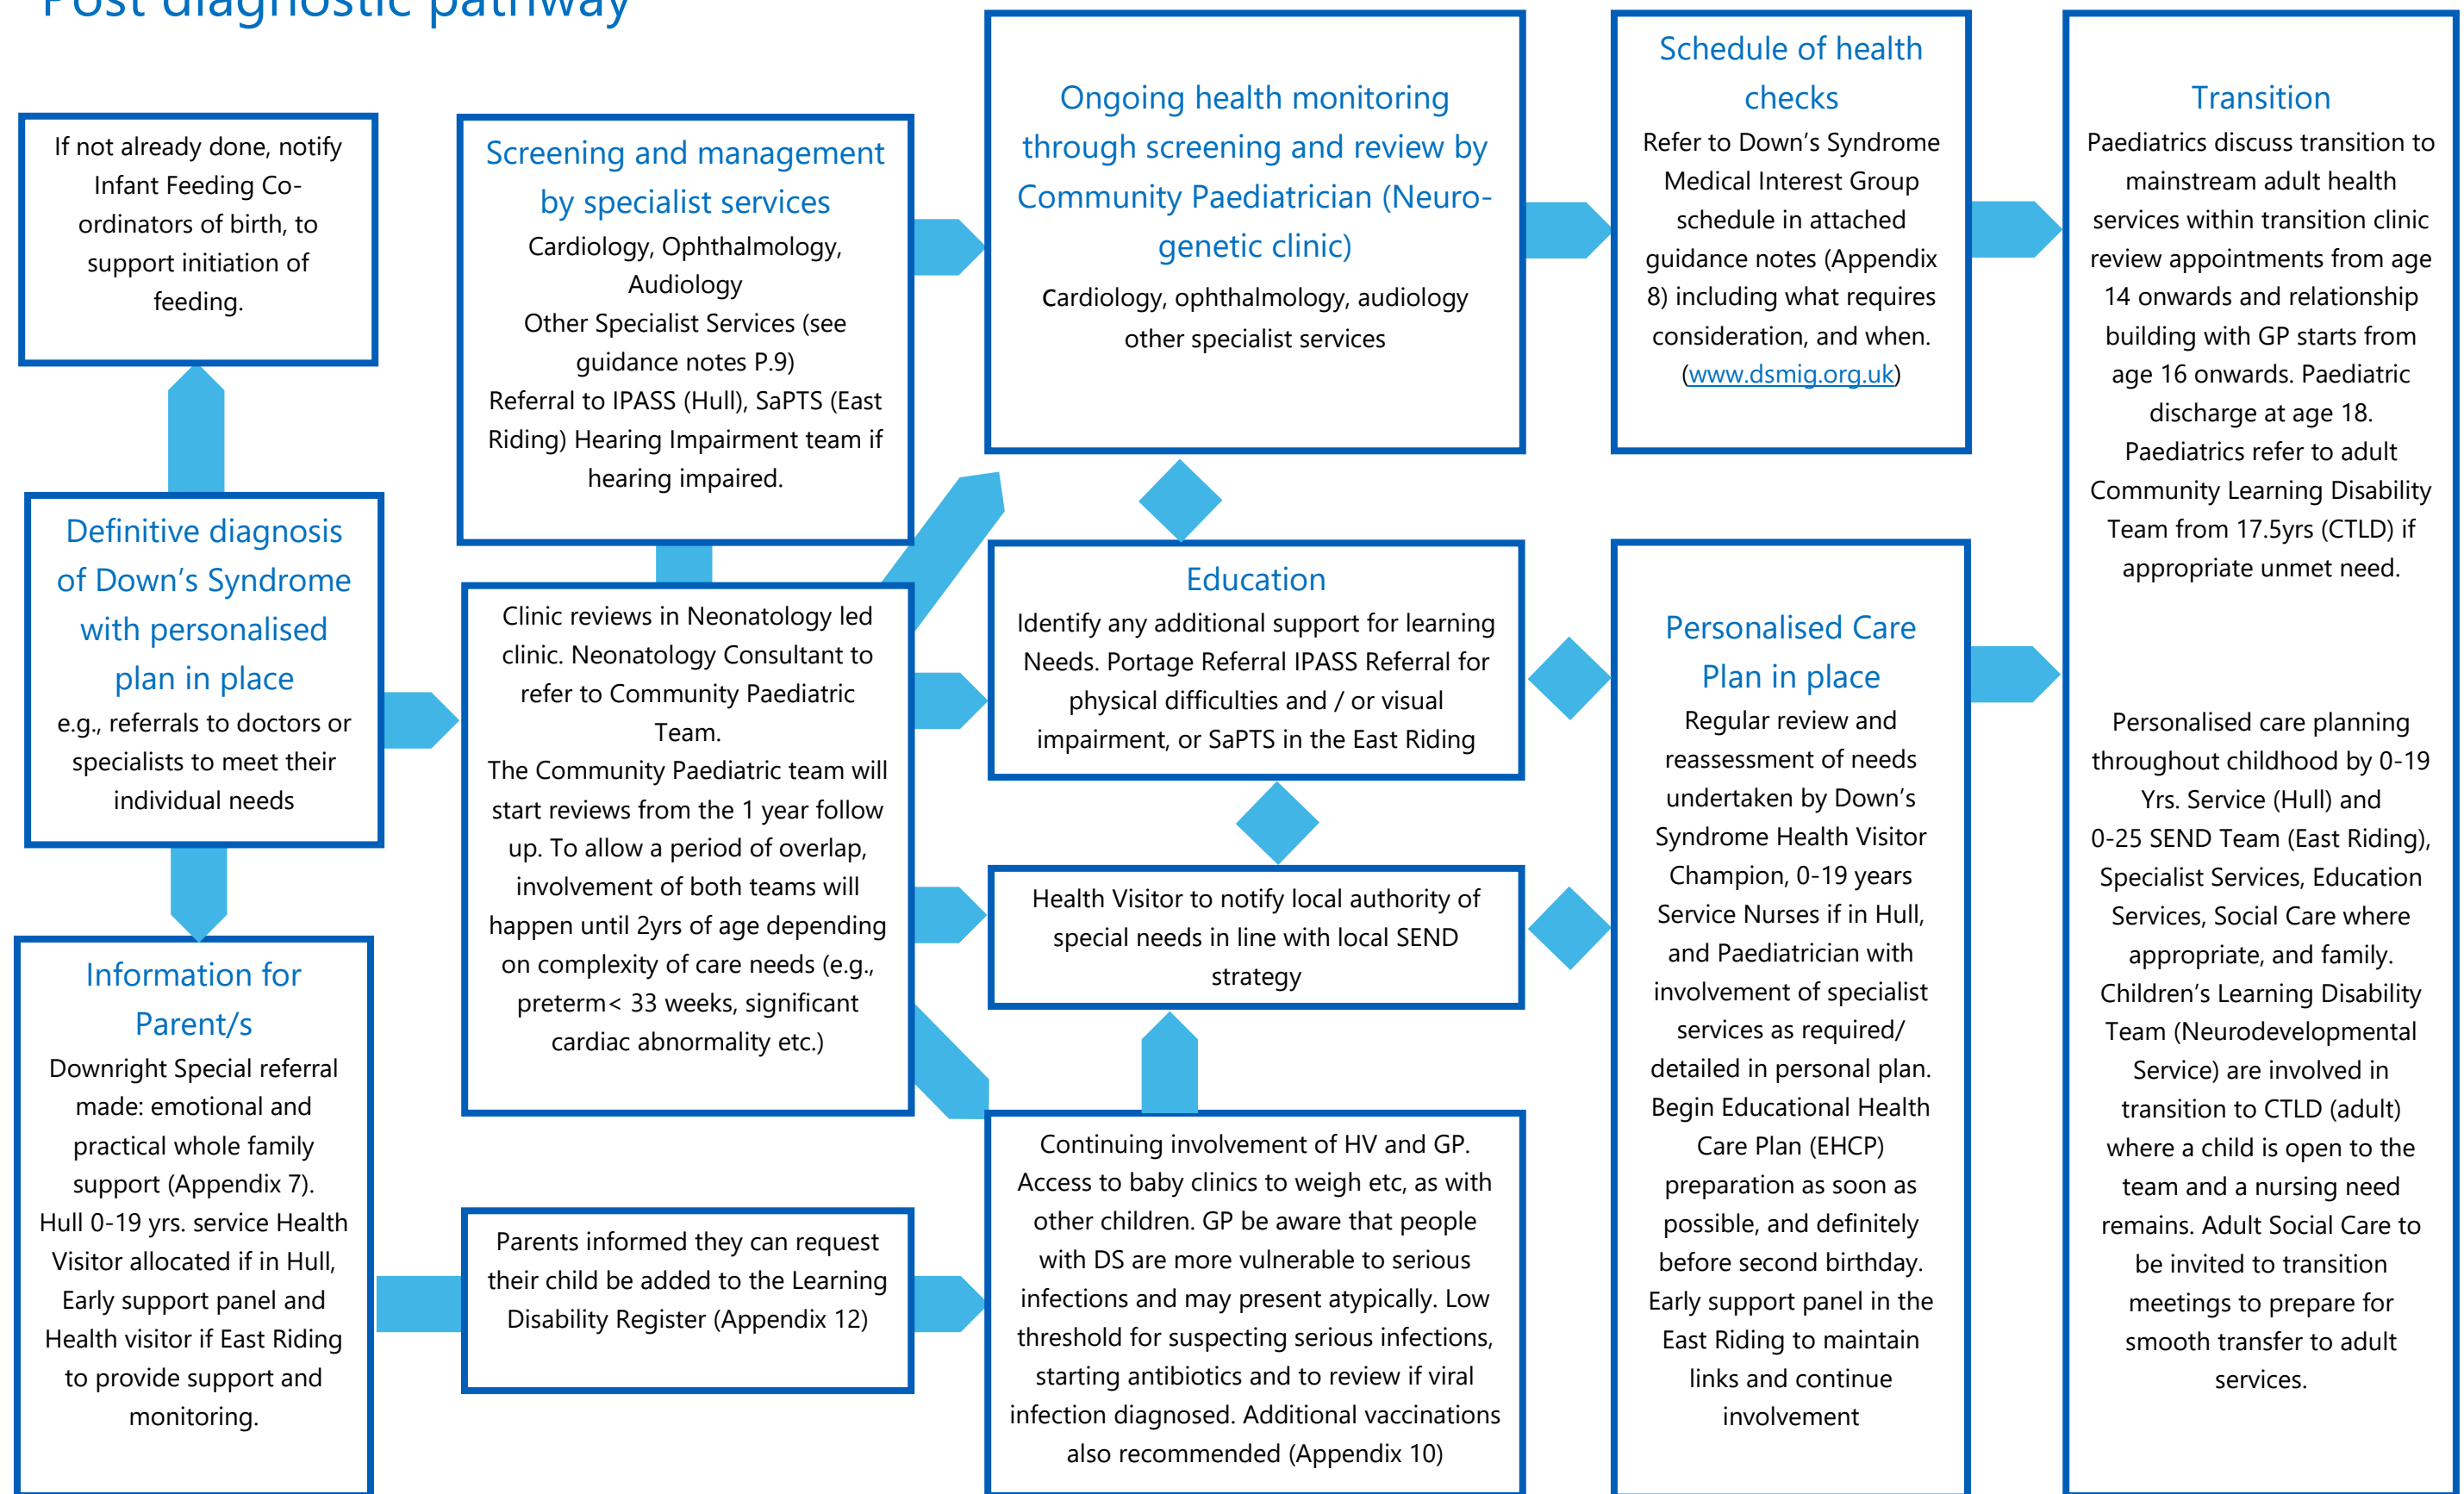 Post diagnostic pathway
If not already done, notify
Infant Feeding Co-
ordinators of birth, to
support initiation of
feeding.
Definitive diagnosis
of Down's Syndrome
with personalised
plan in place
e.g., referrals to doctors or
specialists to meet their
individual needs
Information for
Parent/s
Downright Special referral
made: emotional and
practical whole family
support (Appendix 7).
Hull 0-19 yrs. service Health
Visitor allocated if in Hull,
Early support panel and
Health visitor if East Riding
to provide support and
monitoring.
Screening and management
by specialist services
Cardiology, Ophthalmology,
Audiology
Other Specialist Services (see
guidance notes P.9)
Referral to IPASS (Hull), SaPTS (East
Riding) Hearing Impairment team if
hearing impaired.
Clinic reviews in Neonatology led
clinic. Neonatology Consultant to
refer to Community Paediatric
Team.
The Community Paediatric team will
start reviews from the 1 year follow
up. To allow a period of overlap,
involvement of both teams will
happen until 2yrs of age depending
on complexity of care needs (e.g.,
preterm< 33 weeks, significant
cardiac abnormality etc.)
Parents informed they can request
their child be added to the Learning
Disability Register (Appendix 12)
Ongoing health monitoring
through screening and review by
Community Paediatrician (Neuro-
genetic clinic)
Cardiology, ophthalmology, audiology
other specialist services
Education
Identify any additional support for learning
Needs. Portage Referral IPASS Referral for
physical difficulties and / or visual
impairment, or SaPTS in the East Riding
Health Visitor to notify local authority of
special needs in line with local SEND
strategy
Continuing involvement of HV and GP.
Access to baby clinics to weigh etc, as with
other children. GP be aware that people
with DS are more vulnerable to serious
infections and may present atypically. Low
threshold for suspecting serious infections,
starting antibiotics and to review if viral
infection diagnosed. Additional vaccinations
also recommended (Appendix 10)
Schedule of health
checks
Refer to Down's Syndrome
Medical Interest Group
schedule in attached
guidance notes (Appendix
8) including what requires
consideration, and when.
(www.dsmig.org.uk)
Personalised Care
Plan in place
Regular review and
reassessment of needs
undertaken by Down's
Syndrome Health Visitor
Champion, 0-19 years
Service Nurses if in Hull,
and Paediatrician with
involvement of specialist
services as required/
detailed in personal plan.
Begin Educational Health
Care Plan (EHCP)
preparation as soon as
possible, and definitely
before second birthday.
Early support panel in the
East Riding to maintain
links and continue
involvement
Transition
Paediatrics discuss transition to
mainstream adult health
services within transition clinic
review appointments from age
14 onwards and relationship
building with GP starts from
age 16 onwards. Paediatric
discharge at age 18.
Paediatrics refer to adult
Community Learning Disability
Team from 17.5yrs (CTLD) if
appropriate unmet need.
Personalised care planning
throughout childhood by 0-19
Yrs. Service (Hull) and
0-25 SEND Team (East Riding),
Specialist Services, Education
Services, Social Care where
appropriate, and family.
Children's Learning Disability
Team (Neurodevelopmental
Service) are involved in
transition to CTLD (adult)
where a child is open to the
team and a nursing need
remains. Adult Social Care to
be invited to transition
meetings to prepare for
smooth transfer to adult
services.